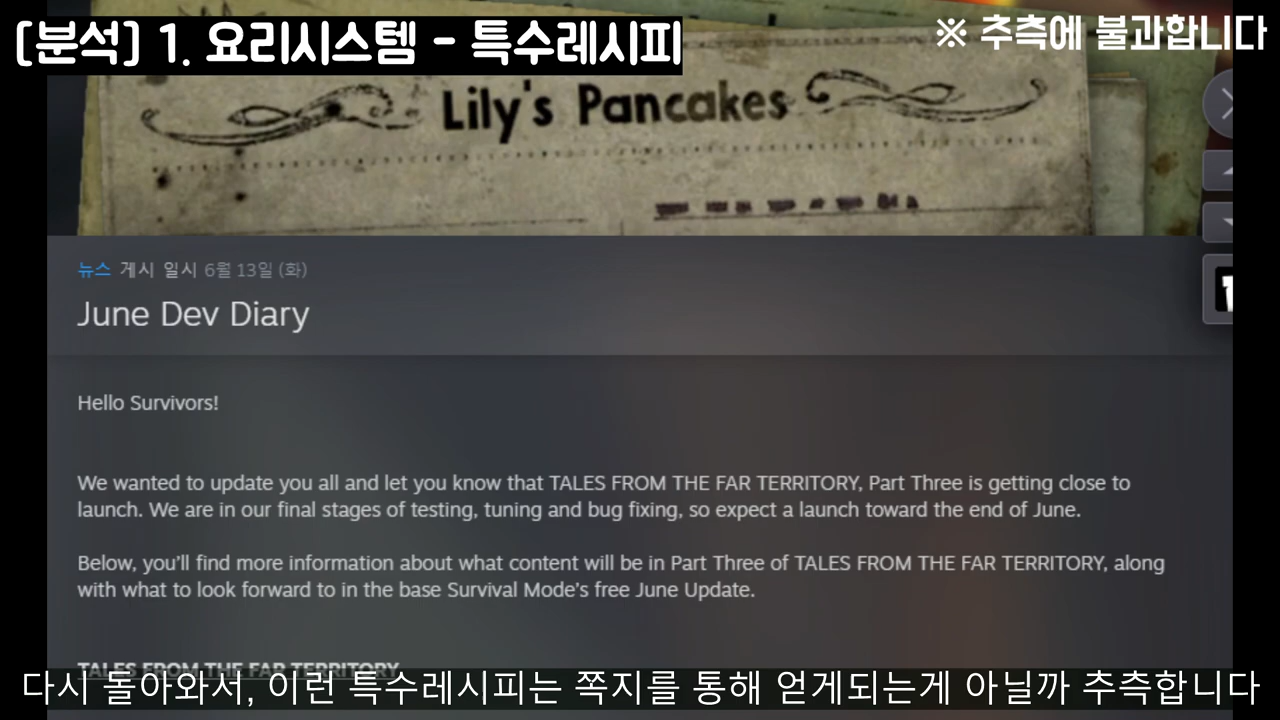 [분석] 1. 요리시스템 - 특수레시피
※ 추측에 불과합니다
Lily's Pancakes
뉴스 게시 일시 6월 13일 (화)
June Dev Diary
Hello Survivors!
We wanted to update you all and let you know that TALES FROM THE FAR TERRITORY, Part Three is getting close to
launch. We are in our final stages of testing, tuning and bug fixing, so expect a launch toward the end of June.
Below, you'll find more information about what content will be in Part Three of TALES FROM THE FAR TERRITORY, along
with what to look forward to in the base Survival Mode's free June Update.
TALES FROM THE FAR TERRITORY
다시 돌아와서, 이런 특수레시피는 쪽지를 통해 얻게되는게 아닐까 추측합니다